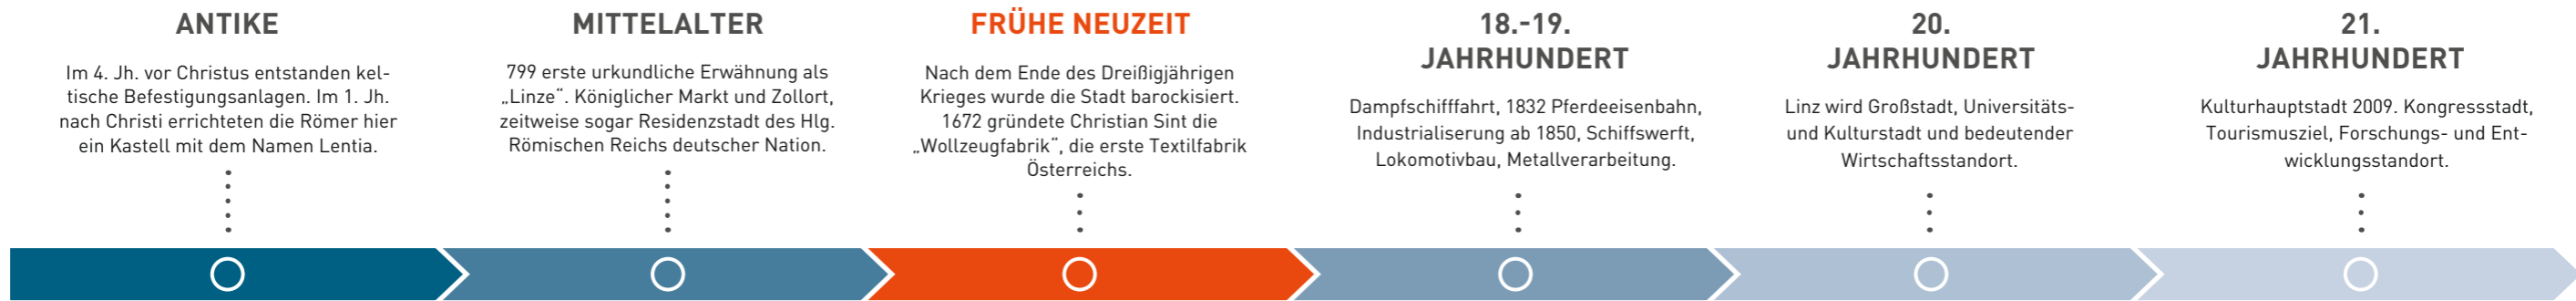 ANTIKE
Im 4. Jh. vor Christus entstanden kel-
tische Befestigungsanlagen. Im 1. Jh.
nach Christi errichteten die Römer hier
ein Kastell mit dem Namen Lentia.
MITTELALTER
799 erste urkundliche Erwähnung als
„Linze“. Königlicher Markt und Zollort,
zeitweise sogar Residenzstadt des Hlg.
Römischen Reichs deutscher Nation.
FRÜHE NEUZEIT
Nach dem Ende des Dreißigjährigen
Krieges wurde die Stadt barockisiert.
1672 gründete Christian Sint die
„Wollzeugfabrik“, die erste Textilfabrik
Österreichs.
18.-19.
JAHRHUNDERT
Dampfschifffahrt, 1832 Pferdeeisenbahn,
Industrialiserung ab 1850, Schiffswerft,
Lokomotivbau, Metallverarbeitung.
20.
JAHRHUNDERT
Linz wird Großstadt, Universitäts-
und Kulturstadt und bedeutender
Wirtschaftsstandort.
21.
JAHRHUNDERT
Kulturhauptstadt 2009. Kongressstadt,
Tourismusziel, Forschungs- und Ent-
wicklungsstandort.